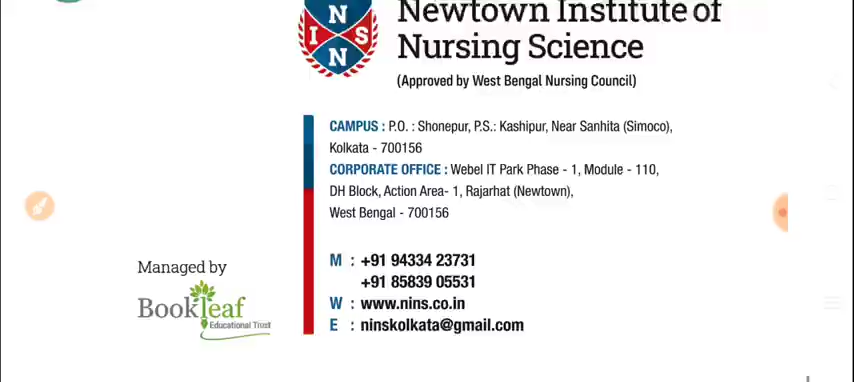 N
I S
N
Newtown Institute of
Nursing Science
(Approved by West Bengal Nursing Council)
CAMPUS : P.O. : Shonepur, P.S.: Kashipur, Near Sanhita (Simoco),
Kolkata - 700156
CORPORATE OFFICE : Webel IT Park Phase - 1, Module - 110,
DH Block, Action Area- 1, Rajarhat (Newtown),
West Bengal - 700156
M : +91 94334 23731
+91 85839 05531
W : www.nins.co.in
E : ninskolkata@gmail.com
Managed by
Bookleaf
Educational Trust